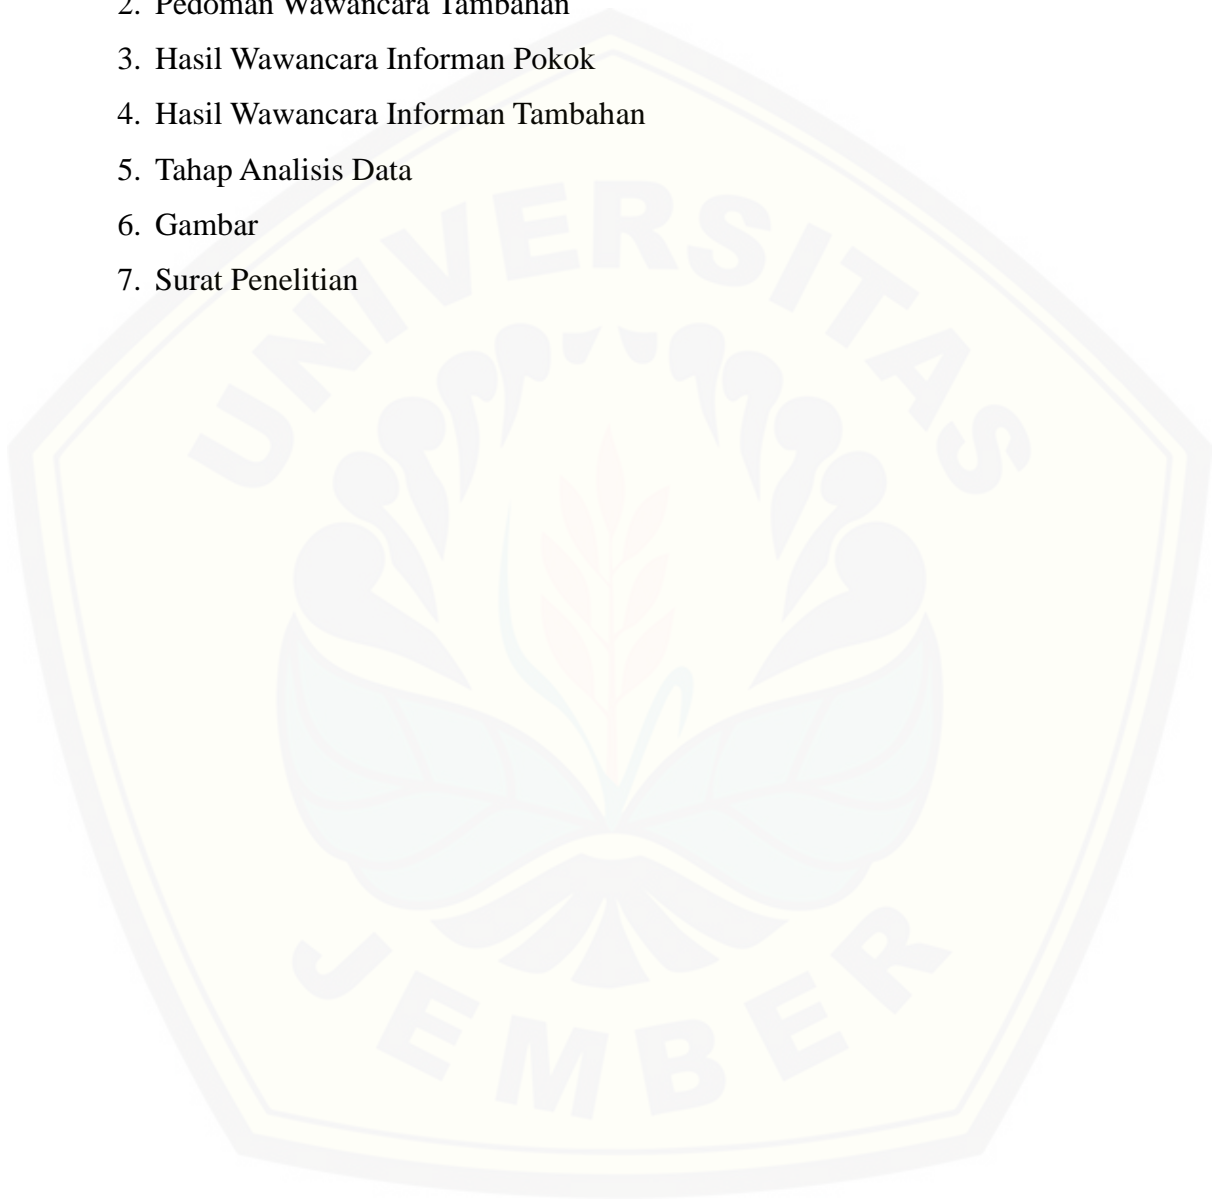 2. Pedoman Wawancara Tambahan
3. Hasil Wawancara Informan Pokok
4. Hasil Wawancara Informan Tambahan
5. Tahap Analisis Data
6. Gambar
7. Surat Penelitian
UNIVERSITAS
JEMBER